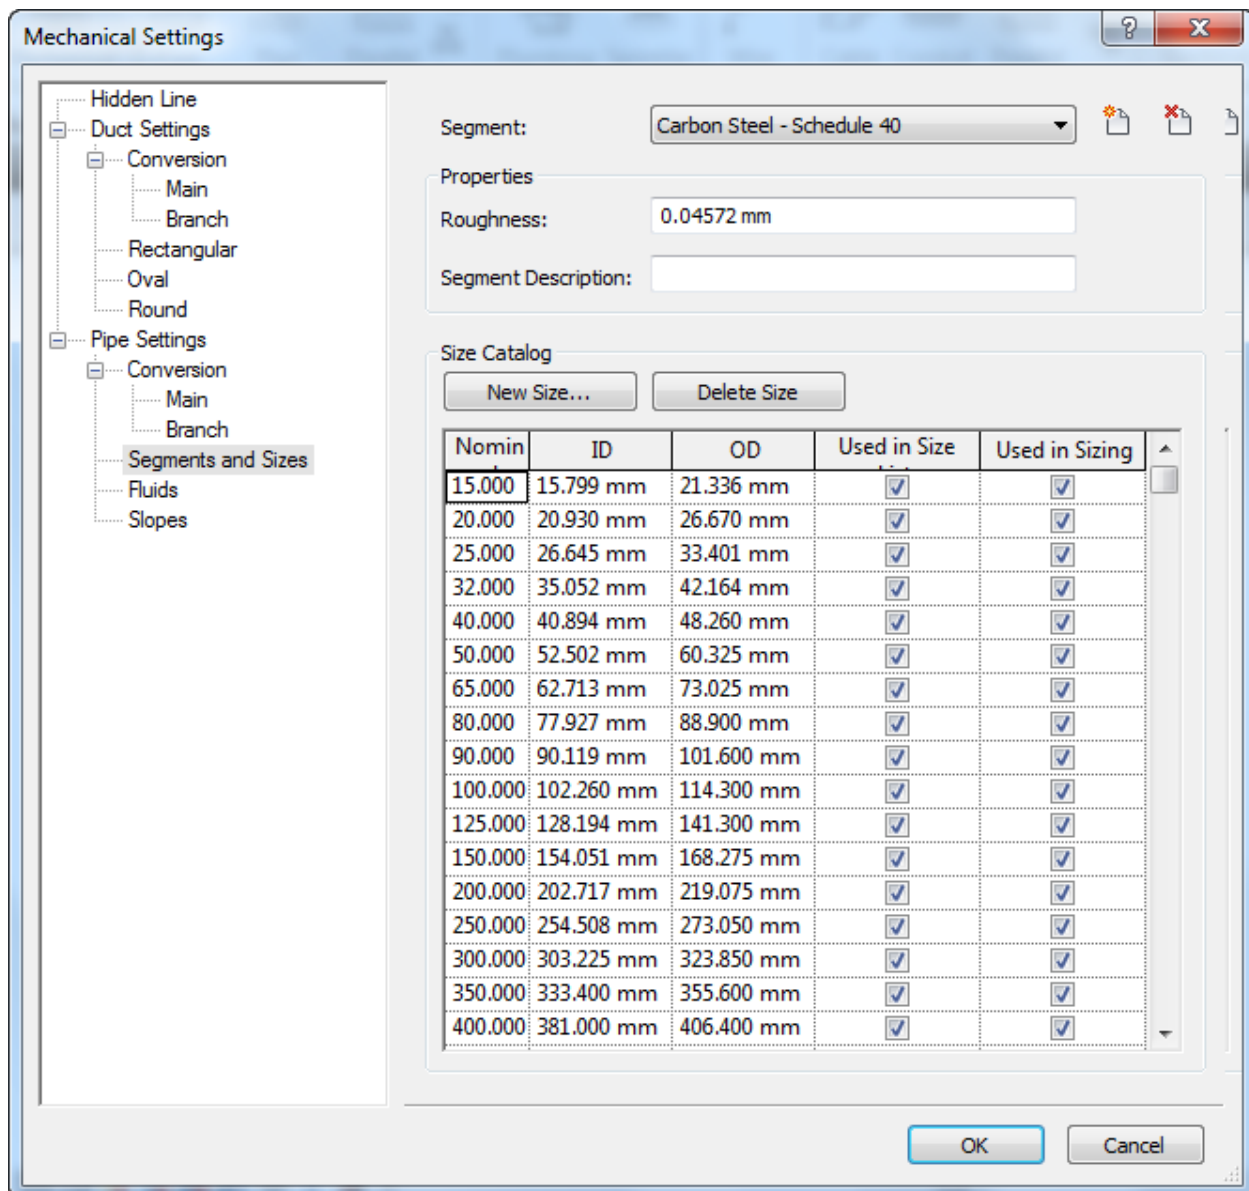 Mechanical Settings
Hidden Line
Duct Settings
Conversion
Main
Branch
Rectangular
Oval
Round
Pipe Settings
Conversion
Main
Branch
Segments and Sizes
Fluids
Slopes
Segment: Carbon Steel - Schedule 40
Properties
Roughness: 0.04572 mm
Segment Description:
Size Catalog
New Size... Delete Size
Nomin ID OD Used in Size Used in Sizing
15.000 15.799 mm 21.336 mm
20.000 20.930 mm 26.670 mm
25.000 26.645 mm 33.401 mm
32.000 35.052 mm 42.164 mm
40.000 40.894 mm 48.260 mm
50.000 52.502 mm 60.325 mm
65.000 62.713 mm 73.025 mm
80.000 77.927 mm 88.900 mm
90.000 90.119 mm 101.600 mm
100.000 102.260 mm 114.300 mm
125.000 128.194 mm 141.300 mm
150.000 154.051 mm 168.275 mm
200.000 202.717 mm 219.075 mm
250.000 254.508 mm 273.050 mm
300.000 303.225 mm 323.850 mm
350.000 333.400 mm 355.600 mm
400.000 381.000 mm 406.400 mm
OK Cancel